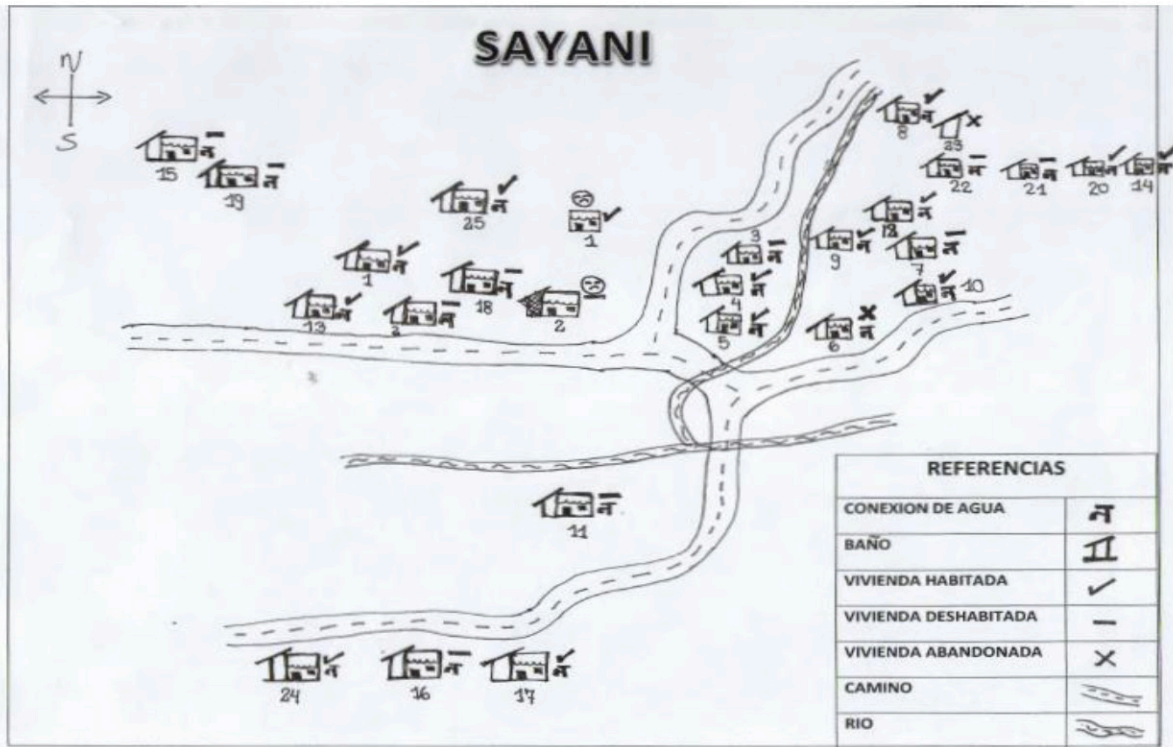 SAYANI
N
S
8
23
15
19
22
21
20
14
25
1
3
9
7
1
18
4
10
13
2
2
5
6
11
24
16
17
REFERENCIAS
CONEXION DE AGUA
BAÑO
VIVIENDA HABITADA
VIVIENDA DESHABITADA
VIVIENDA ABANDONADA
CAMINO
RIO